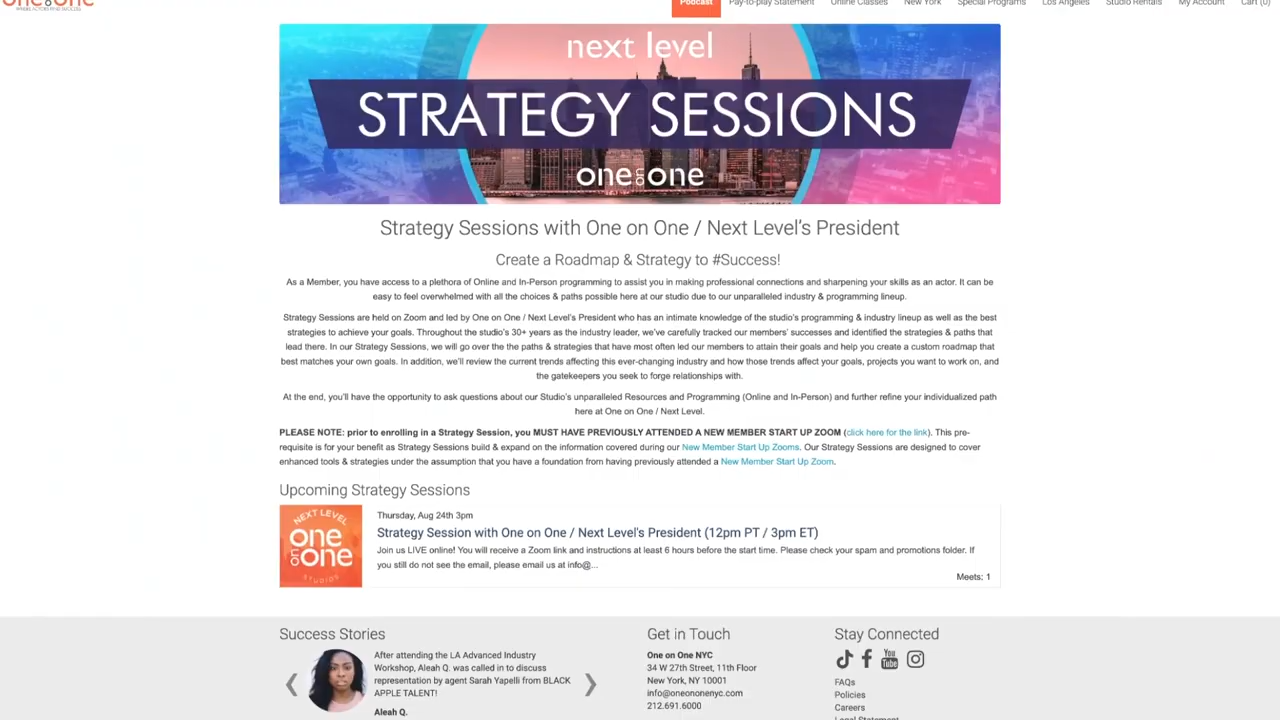 one on one
Podcast Pay-to-play Statement Online Classes New York Special Programs Los Angeles Studio Rentals My Account Cart (0)
next level
STRATEGY SESSIONS
one on one
Strategy Sessions with One on One / Next Level's President
Create a Roadmap & Strategy to #Success!
As a Member, you have access to a plethora of Online and In-Person programming to assist you in making professional connections and sharpening your skills as an actor. It can be
easy to feel overwhelmed with all the choices & paths possible here at our studio due to our unparalleled industry & programming lineup.
Strategy Sessions are held on Zoom and led by One on One / Next Level's President who has an intimate knowledge of the studio's programming & industry lineup as well as the best
strategies to achieve your goals. Throughout the studio's 30+ years as the industry leader, we've carefully tracked our members' successes and identified the strategies & paths that
lead there. In our Strategy Sessions, we will go over the the paths & strategies that have most often led our members to attain their goals and help you create a custom roadmap that
best matches your own goals. In addition, we'll review the current trends affecting this ever-changing industry and how those trends affect your goals, projects you want to work on, and
the gatekeepers you seek to forge relationships with.
At the end, you'll have the opportunity to ask questions about our Studio's unparalleled Resources and Programming (Online and In-Person) and further refine your individualized path
here at One on One / Next Level.
PLEASE NOTE: prior to enrolling in a Strategy Session, you MUST HAVE PREVIOUSLY ATTENDED A NEW MEMBER START UP ZOOM (click here for the link). This pre-
requisite is for your benefit as Strategy Sessions build & expand on the information covered during our New Member Start Up Zooms. Our Strategy Sessions are designed to cover
enhanced tools & strategies under the assumption that you have a foundation from having previously attended a New Member Start Up Zoom.
Upcoming Strategy Sessions
NEXT LEVEL
one on one
STUDIOS
Thursday, Aug 24th 3pm
Strategy Session with One on One / Next Level's President (12pm PT / 3pm ET)
Join us LIVE online! You will receive a Zoom link and instructions at least 6 hours before the start time. Please check your spam and promotions folder. If
you still do not see the email, please email us at info@...
Meets: 1
Success Stories
After attending the LA Advanced Industry
Workshop, Aleah Q. was called in to discuss
representation by agent Sarah Yapelli from BLACK
APPLE TALENT!
Aleah Q.
Get in Touch
One on One NYC
34 W 27th Street, 11th Floor
New York, NY 10001
info@oneononenyc.com
212.691.6000
Stay Connected
You Tube
FAQs
Policies
Careers
Legal Statement